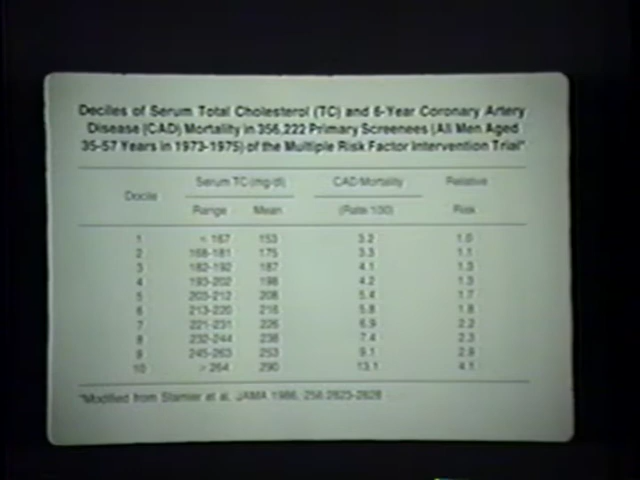 Deciles of Serum Total Cholesterol (TC) and 6-Year Coronary Artery
Disease (CAD) Mortality in 356,222 Primary Screenees (All Men Aged
35-57 Years in 1973-1975) of the Multiple Risk Factor Intervention Trial*
Serum TC (mg/dl) CAD Mortality Relative
Decile
Range Mean (Rate 100) Risk
1 < 167 153 3.2 1.0
2 168-181 175 3.3 1.1
3 182-192 187 4.1 1.3
4 193-202 198 4.2 1.3
5 203-212 208 5.4 1.7
6 213-220 216 5.8 1.8
7 221-231 226 6.9 2.2
8 232-244 238 7.4 2.3
9 245-263 253 9.1 2.9
10 > 264 290 13.1 4.1
*Modified from Stamler et al, JAMA 1986, 256:2823-2828